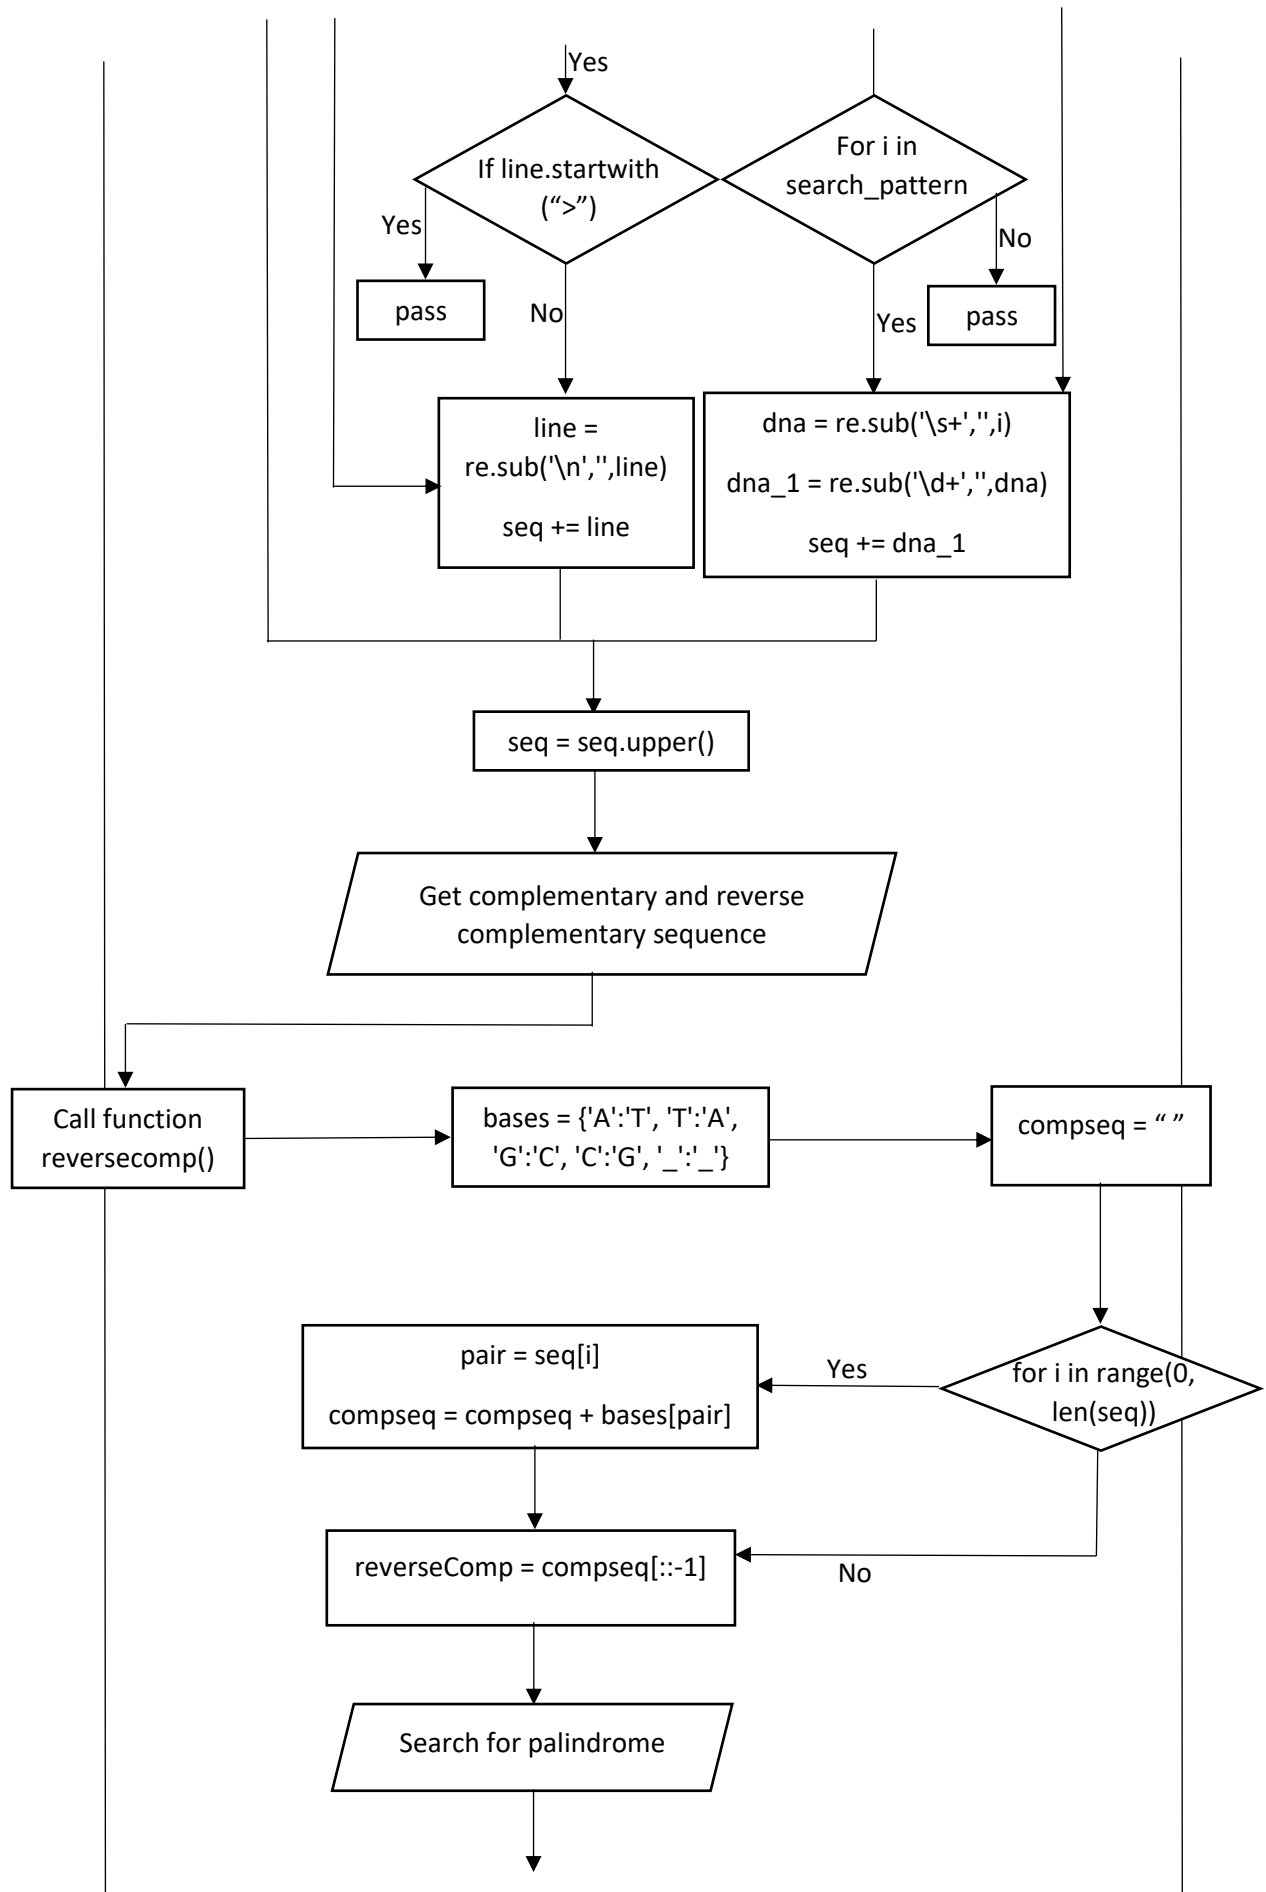 Yes
If line.startwith
(“>”)
For i in
search_pattern
Yes
No
pass
No
Yes
pass
line =
re.sub('\n','',line)
seq += line
dna = re.sub('\s+','',i)
dna_1 = re.sub('\d+','',dna)
seq += dna_1
seq = seq.upper()
Get complementary and reverse
complementary sequence
Call function
reversecomp()
bases = {'A':'T', 'T':'A',
'G':'C', 'C':'G', '_':'_'}
compseq = “ ”
for i in range(0,
len(seq))
Yes
pair = seq[i]
compseq = compseq + bases[pair]
reverseComp = compseq[::-1]
No
Search for palindrome